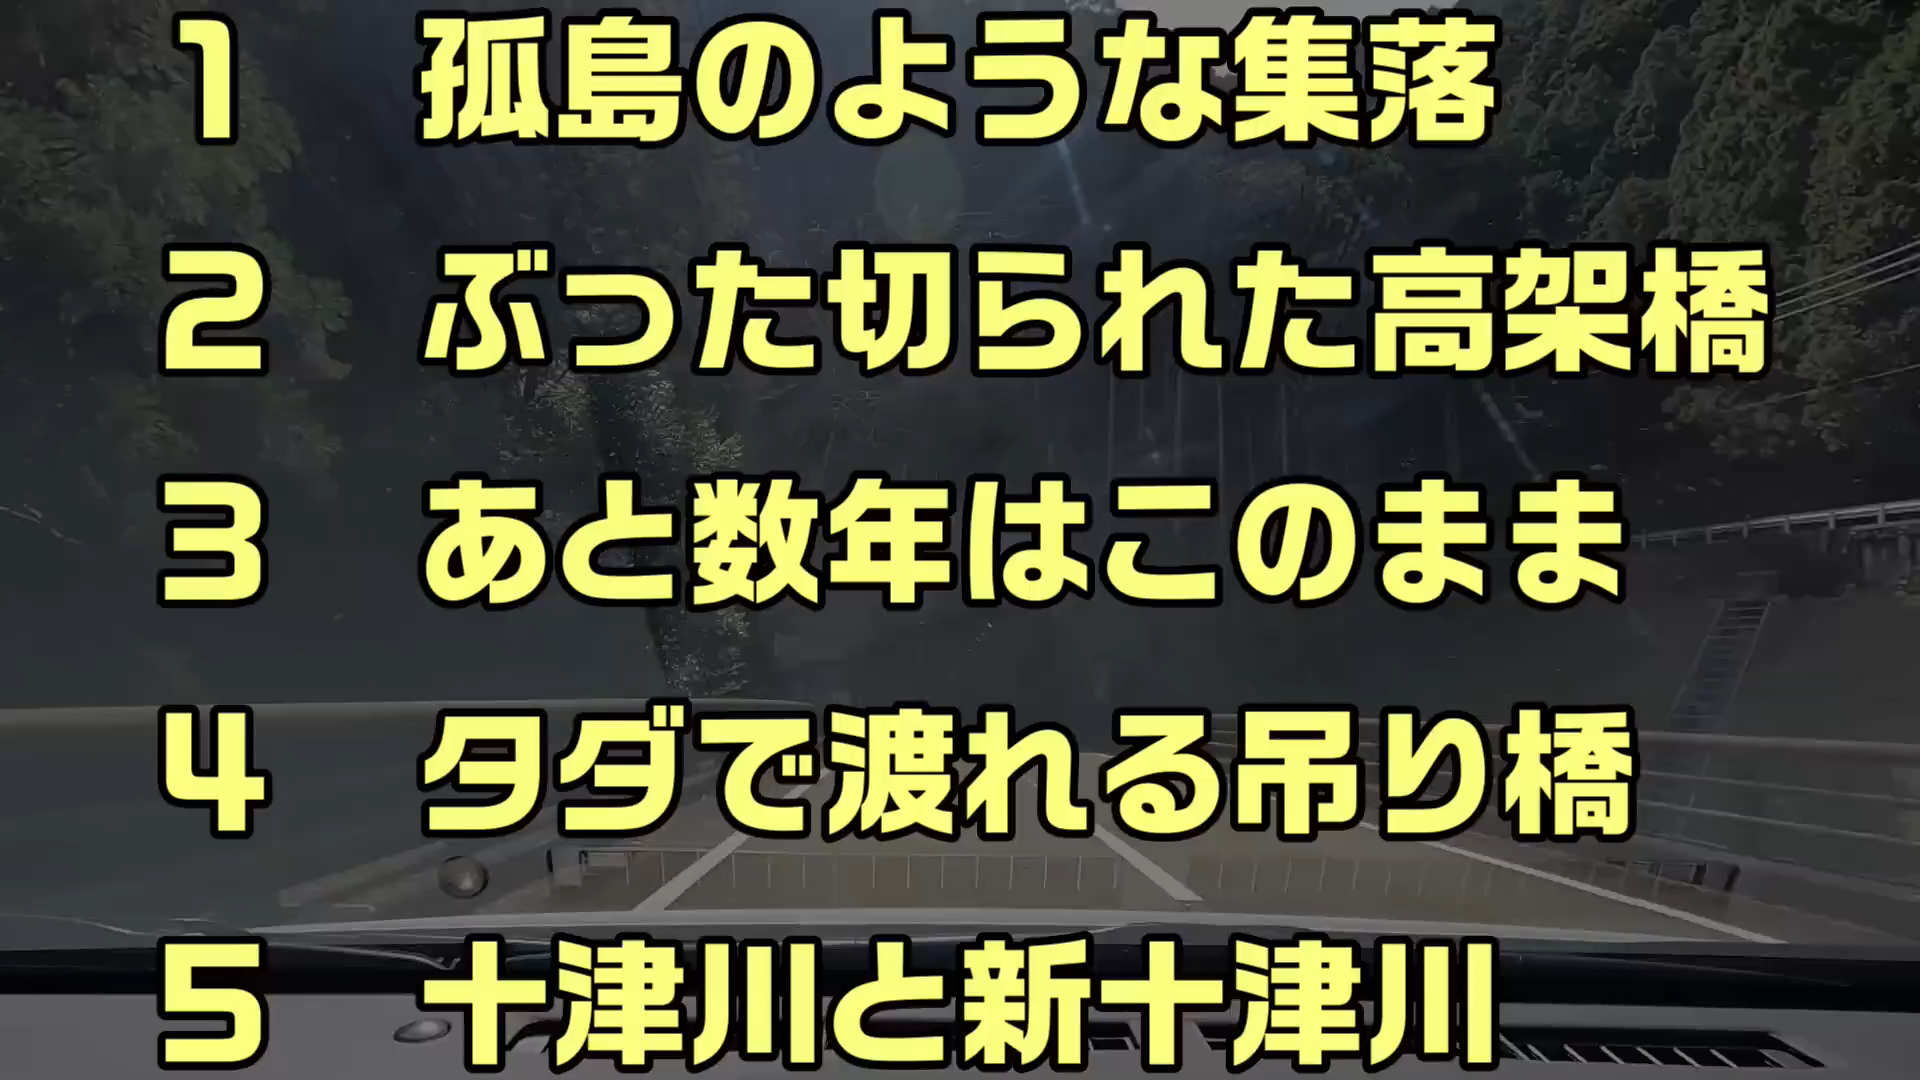 1 孤島のような集落
2 ぶった切られた高架橋
3 あと数年はこのまま
4 タダで渡れる吊り橋
5 十津川と新十津川